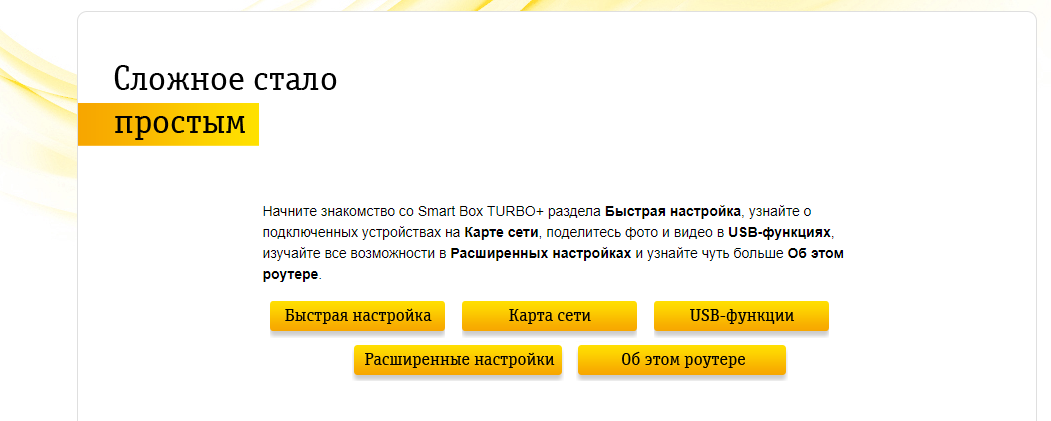 Сложное стало
простым
Начните знакомство со Smart Box TURBO+ раздела Быстрая настройка, узнайте о
подключенных устройствах на Карте сети, поделитесь фото и видео в USB-функциях,
изучайте все возможности в Расширенных настройках и узнайте чуть больше Об этом
роутере.
Быстрая настройка Карта сети USB-функции
Расширенные настройки Об этом роутере